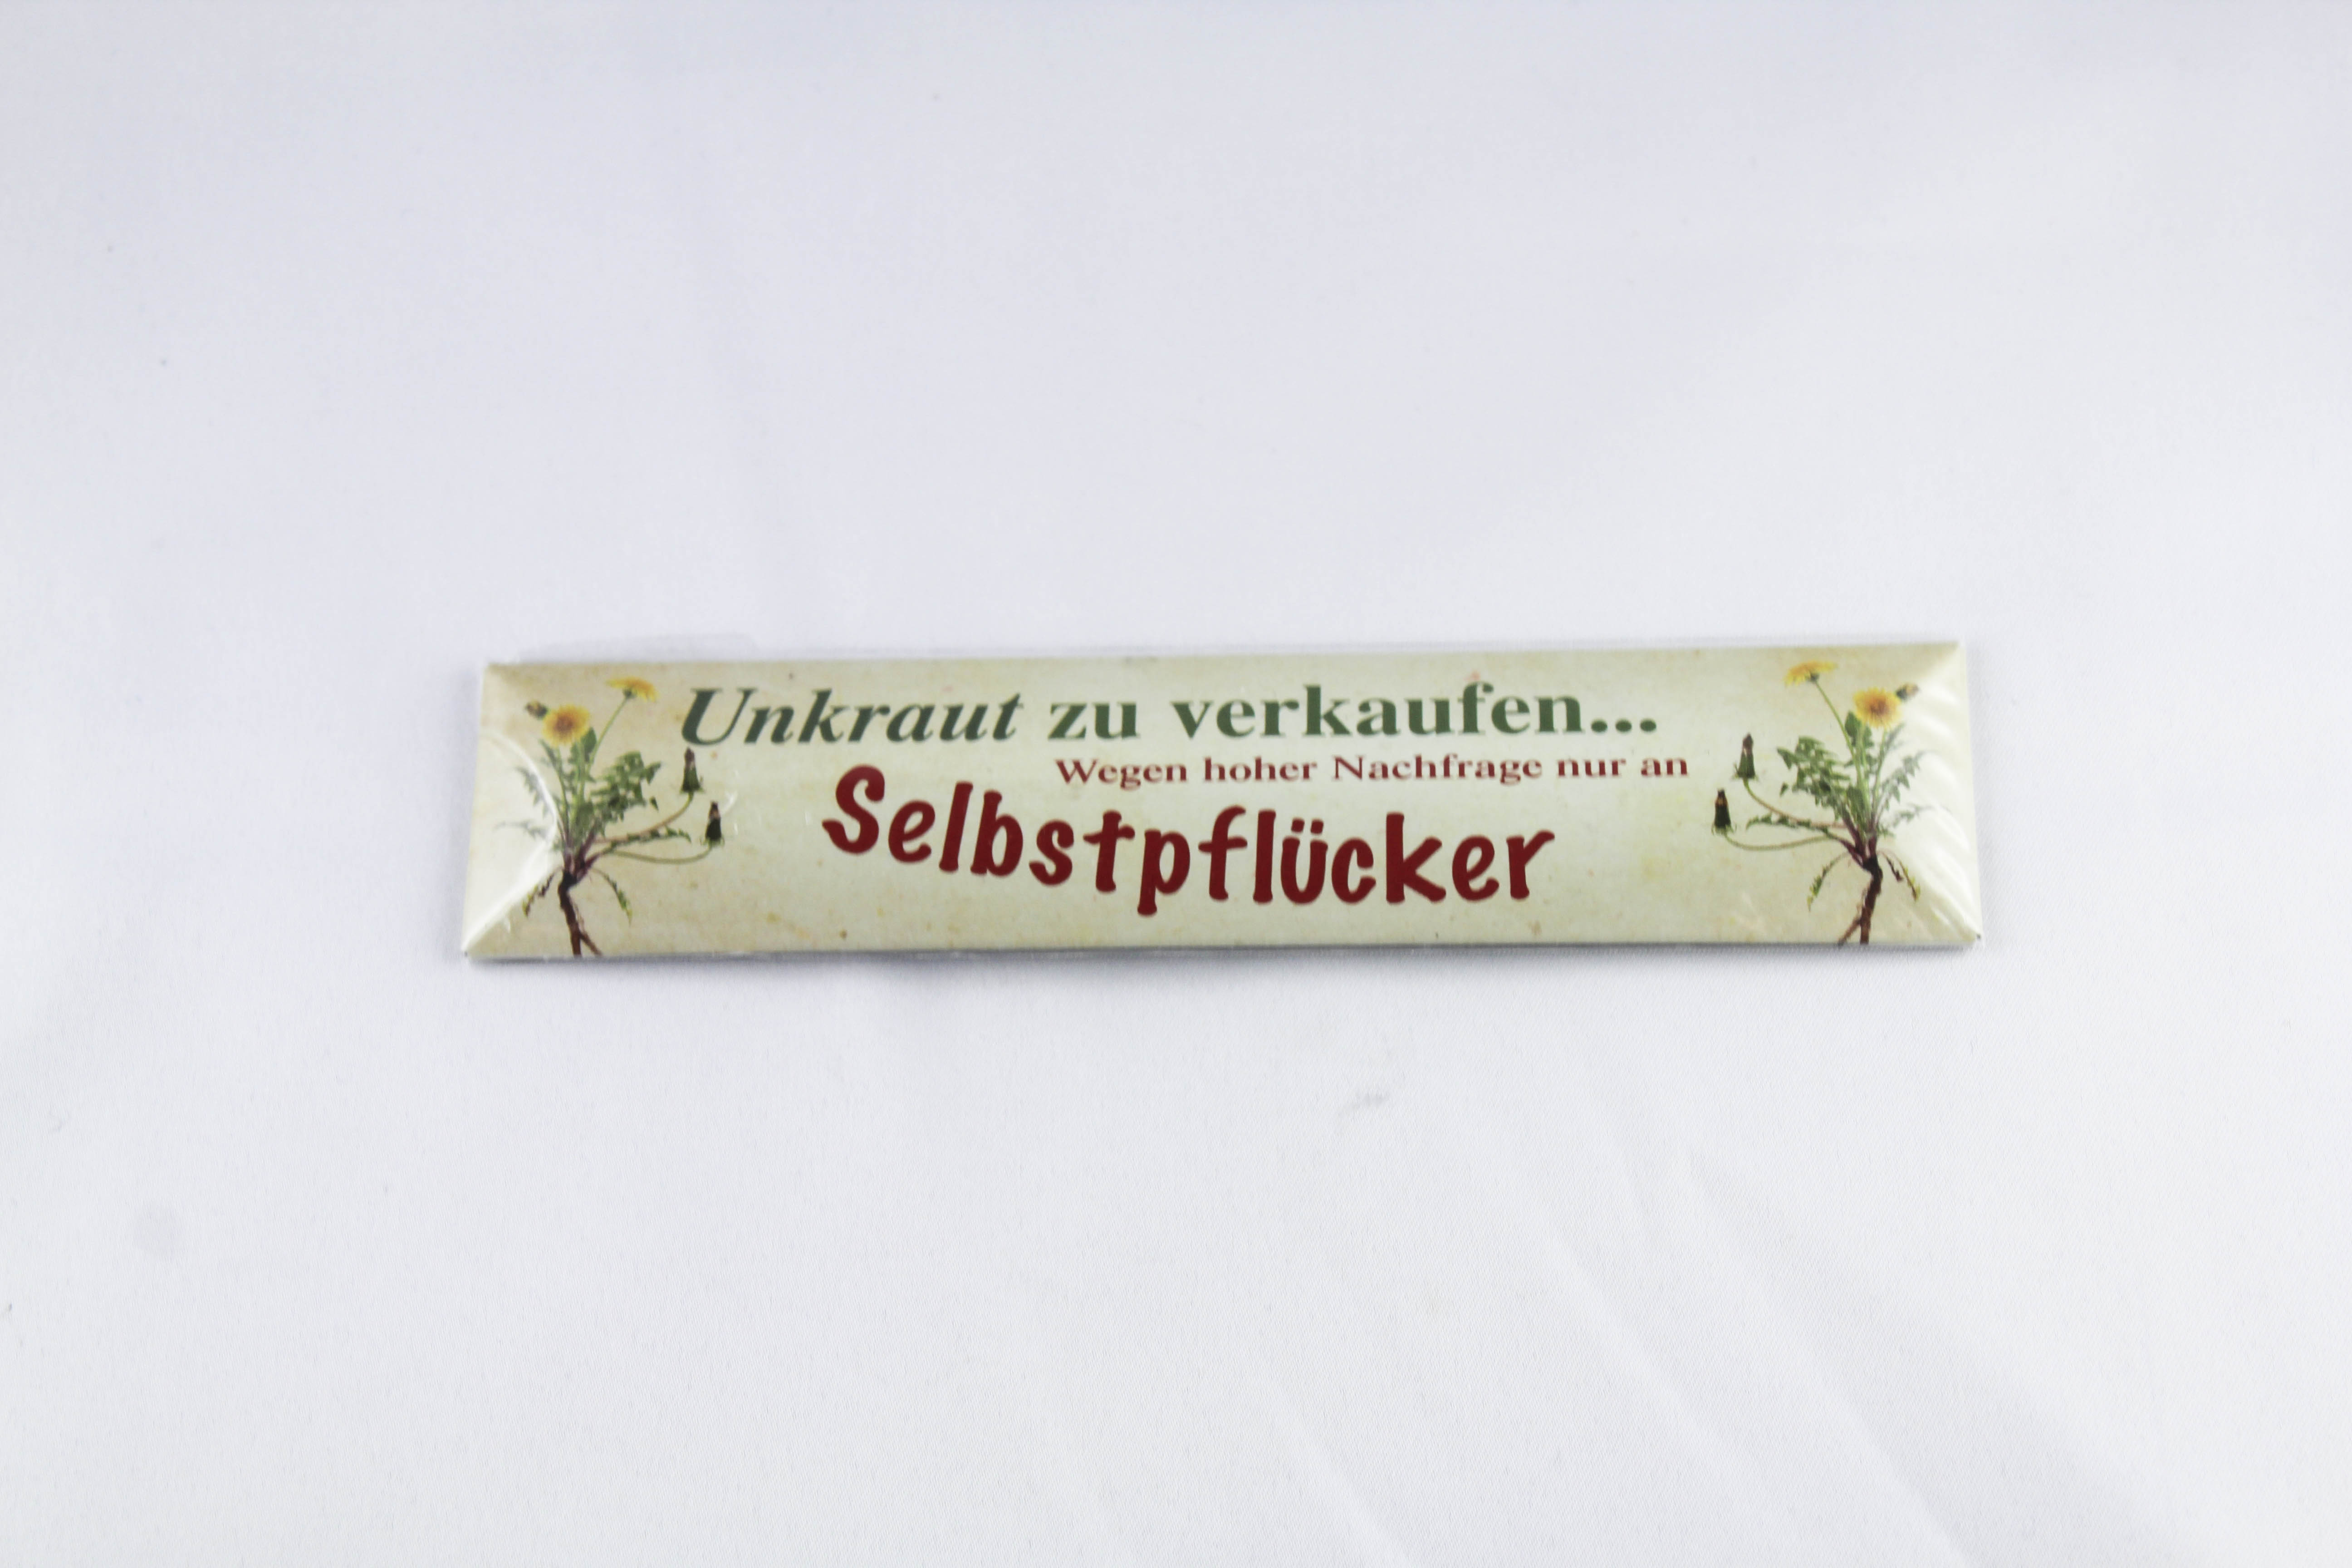 Unkraut zu verkaufen...
Wegen hoher Nachfrage nur an
Selbstpflücker